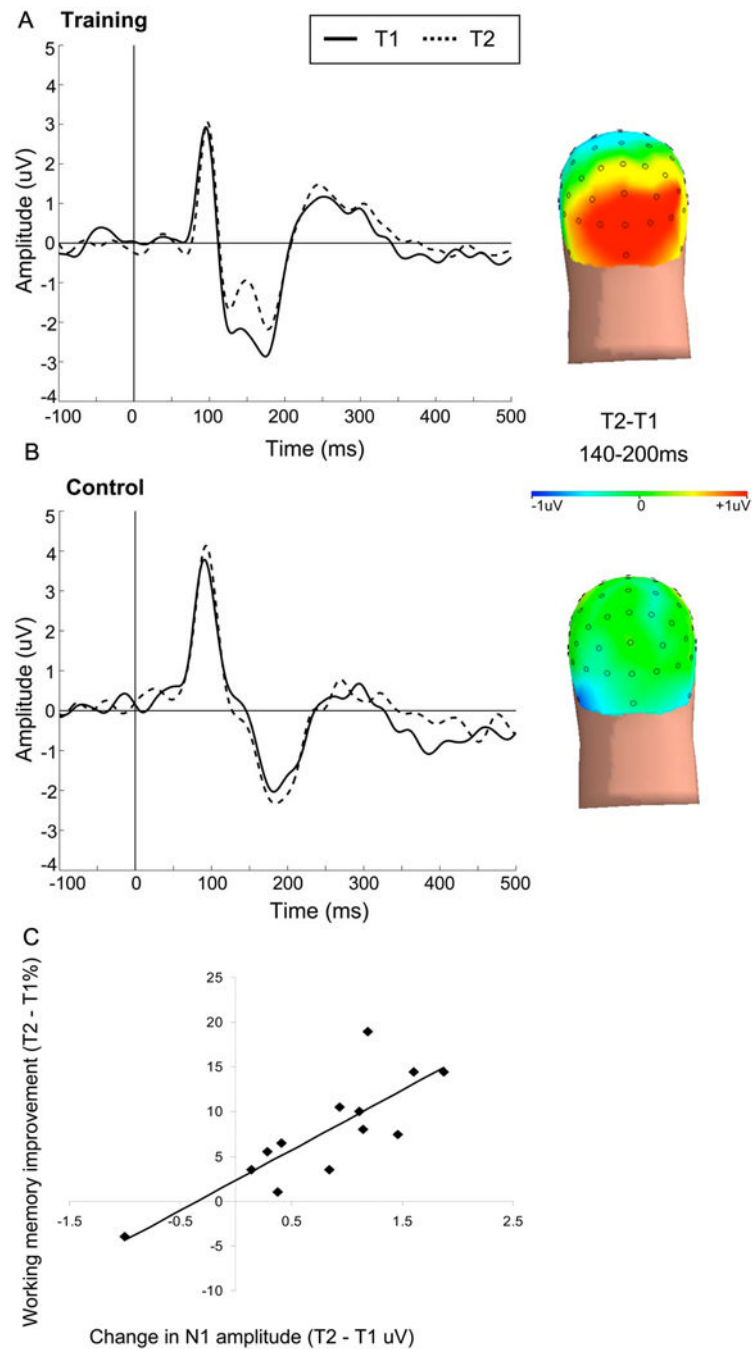 A Training
T1 T2
5
4
3
2
1
0
-1
-2
-3
-4
Amplitude (uV)
-100 0 100 200 300 400 500
Time (ms)
T2-T1
140-200ms
-1uV 0 +1uV
B
Control
5
4
3
2
1
0
-1
-2
-3
-4
Amplitude (uV)
-100 0 100 200 300 400 500
Time (ms)
C
Working memory improvement (T2 - T1%)
25
20
15
10
5
0
-5
-10
-1.5 -0.5 0.5 1.5 2.5
Change in N1 amplitude (T2 - T1 uV)